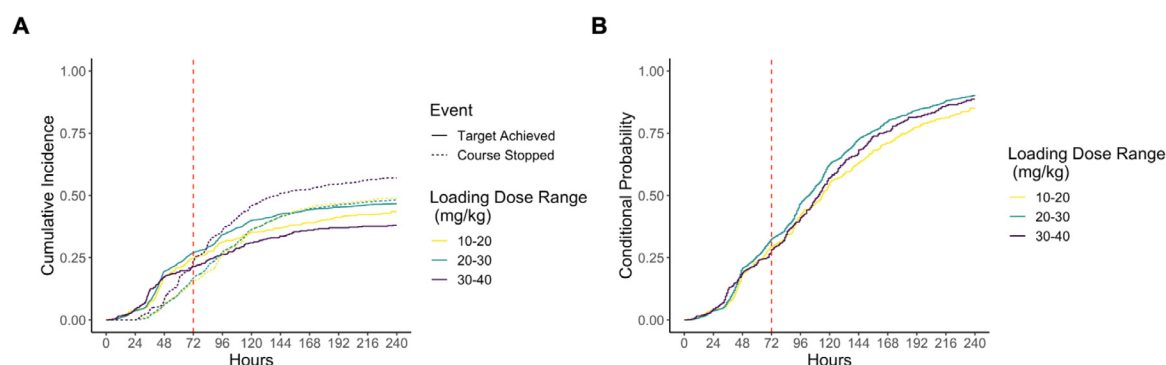 A
Cumulative Incidence
1.00
0.75
0.50
0.25
0.00
0 24 48 72 96 120 144 168 192 216 240
Hours
Event
Target Achieved
Course Stopped
Loading Dose Range
(mg/kg)
10-20
20-30
30-40
B
Conditional Probability
1.00
0.75
0.50
0.25
0.00
0 24 48 72 96 120 144 168 192 216 240
Hours
Loading Dose Range
(mg/kg)
10-20
20-30
30-40